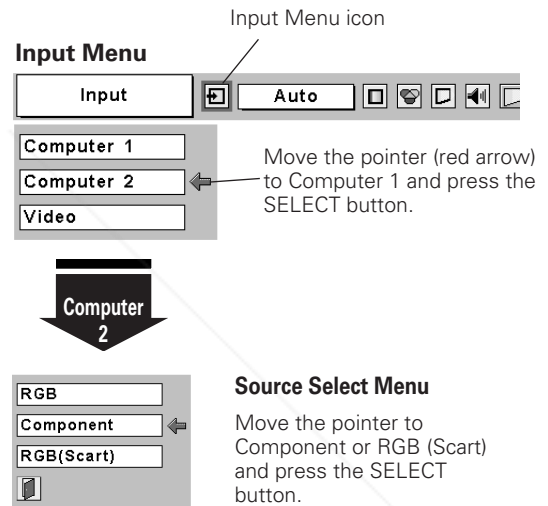 Input Menu icon
Input Menu
Input
Auto
Computer 1
Computer 2
Video
Move the pointer (red arrow)
to Computer 1 and press the
SELECT button.
Computer
2
RGB
Component
RGB(Scart)
Source Select Menu
Move the pointer to
Component or RGB (Scart)
and press the SELECT
button.